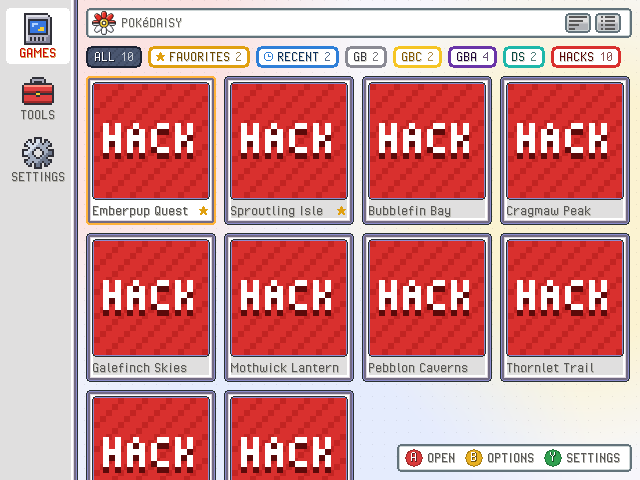 POKéDAISY
GAMES
TOOLS
SETTINGS
ALL 10
FAVORITES 2
RECENT 2
GB 2
GBC 2
GBA 4
DS 2
HACKS 10
HACK
Emberpup Quest
HACK
Sproutling Isle
HACK
Bubblefin Bay
HACK
Cragmaw Peak
HACK
Galefinch Skies
HACK
Mothwick Lantern
HACK
Pebblon Caverns
HACK
Thornlet Trail
HACK
HACK
A OPEN
B OPTIONS
Y SETTINGS